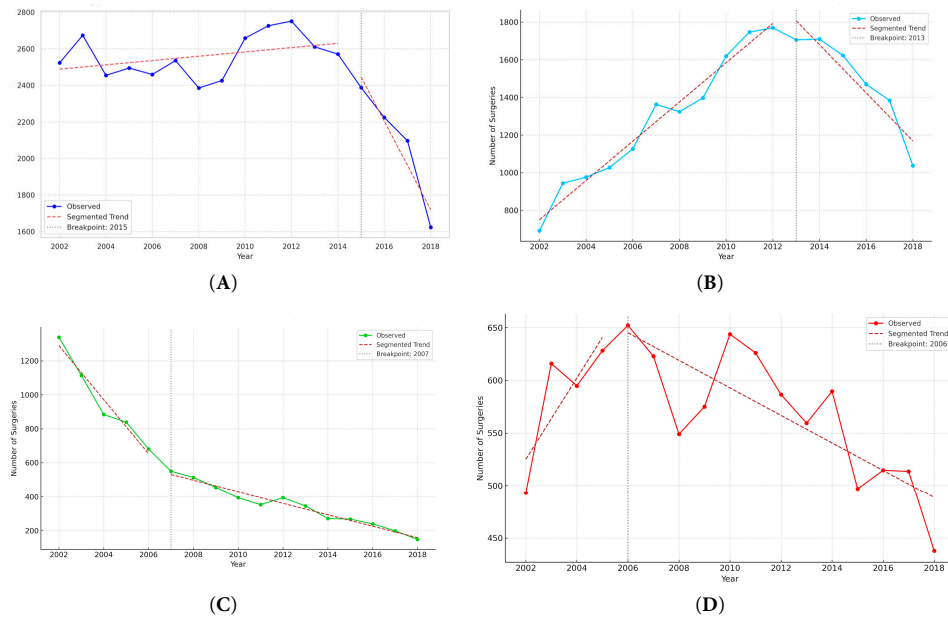 2800
2600
2400
2200
2000
1800
1600
Observed
Segmented Trend
Breakpoint: 2015
2002 2004 2006 2008 2010 2012 2014 2016 2018
Year
(A)
Number of Surgeries
1800
1600
1400
1200
1000
800
Observed
Segmented Trend
Breakpoint: 2013
2002 2004 2006 2008 2010 2012 2014 2016 2018
Year
(B)
Number of Surgeries
1200
1000
800
600
400
200
Observed
Segmented Trend
Breakpoint: 2007
2002 2004 2006 2008 2010 2012 2014 2016 2018
Year
(C)
Number of Surgeries
650
600
550
500
450
Observed
Segmented Trend
Breakpoint: 2006
2002 2004 2006 2008 2010 2012 2014 2016 2018
Year
(D)